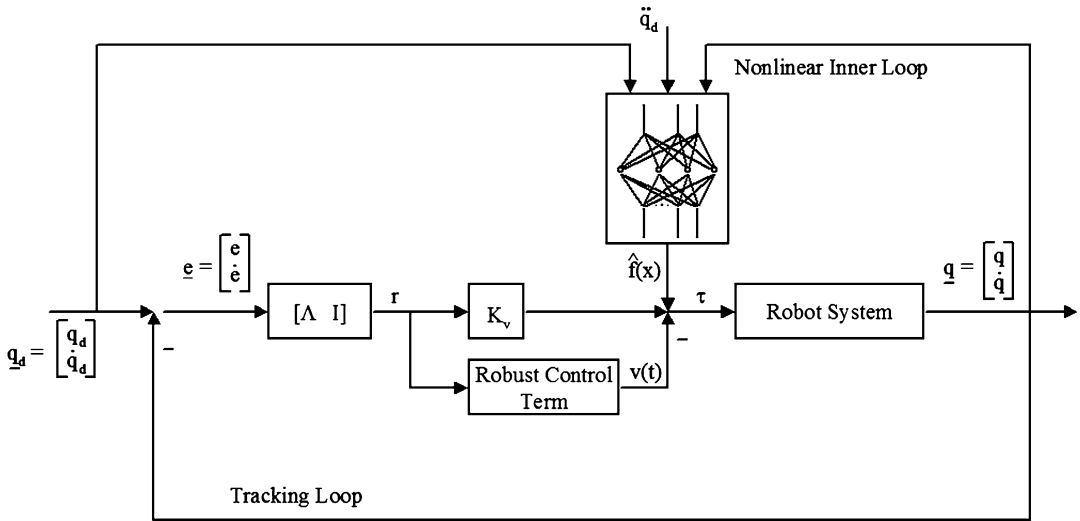 q̈d
Nonlinear Inner Loop
e = [e ė]
f̂(x)
q = [q q̇]
[Λ I]
r
Kv
τ
Robot System
qd = [qd q̇d]
−
−
Robust Control
Term
v(t)
Tracking Loop